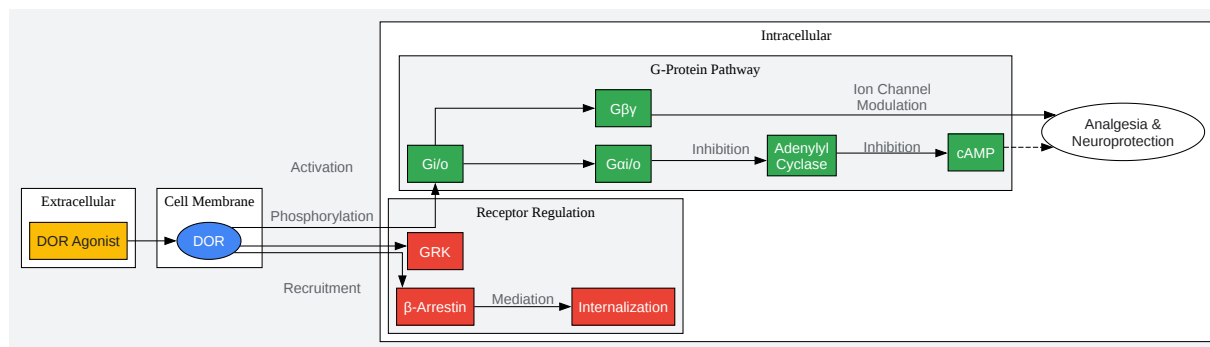 Intracellular
G-Protein Pathway
Ion Channel
Modulation
Gβγ
Analgesia &
Neuroprotection
Activation
Gi/o
Gαi/o
Inhibition
Adenylyl
Cyclase
Inhibition
cAMP
Extracellular
DOR Agonist
Cell Membrane
DOR
Phosphorylation
Receptor Regulation
GRK
Recruitment
β-Arrestin
Mediation
Internalization